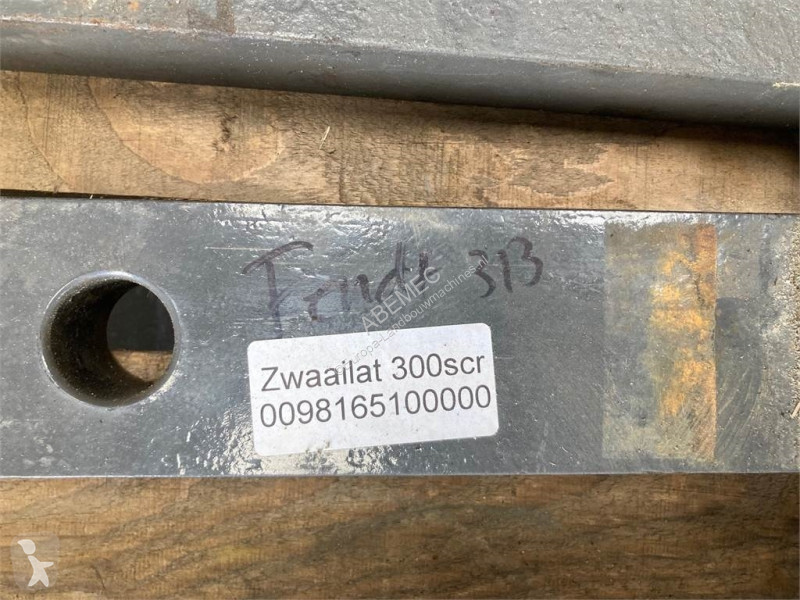 Fendt 313
ABEMEC
Zwaailat 300scr
0098165100000